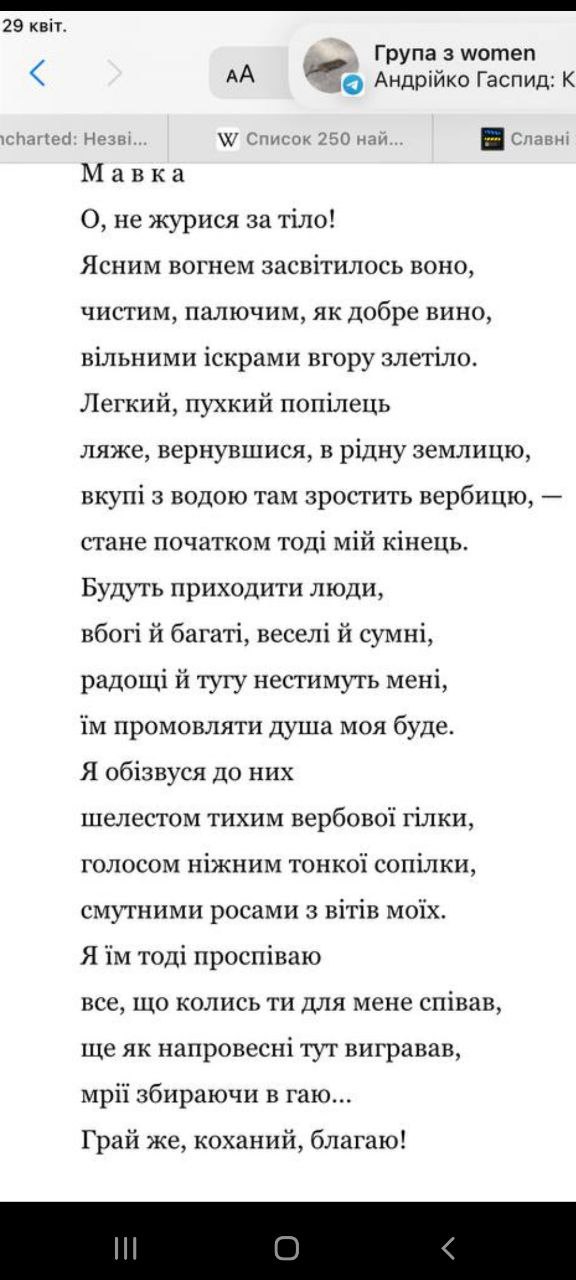 29 квіт.
AA
Група з women
Андрійко Гаспид: К
ncharted: Незві...
W Список 250 най...
Славні
Мавка
О, не журися за тіло!
Ясним вогнем засвітилось воно,
чистим, палючим, як добре вино,
вільними іскрами вгору злетіло.
Легкий, пухкий попілець
ляже, вернувшися, в рідну землицю,
вкупі з водою там зростить вербицю, —
стане початком тоді мій кінець.
Будуть приходити люди,
вбогі й багаті, веселі й сумні,
радощі й тугу нестимуть мені,
їм промовляти душа моя буде.
Я обізвуся до них
шелестом тихим вербової гілки,
голосом ніжним тонкої сопілки,
смутними росами з вітів моїх.
Я їм тоді проспіваю
все, що колись ти для мене співав,
ще як напровесні тут вигравав,
мрії збираючи в гаю...
Грай же, коханий, благаю!